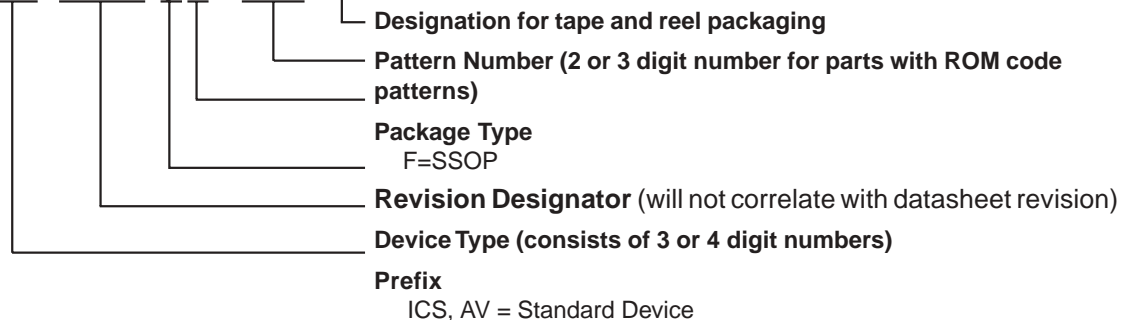 Designation for tape and reel packaging
Pattern Number (2 or 3 digit number for parts with ROM code
patterns)
Package Type
F=SSOP
Revision Designator (will not correlate with datasheet revision)
Device Type (consists of 3 or 4 digit numbers)
Prefix
ICS, AV = Standard Device